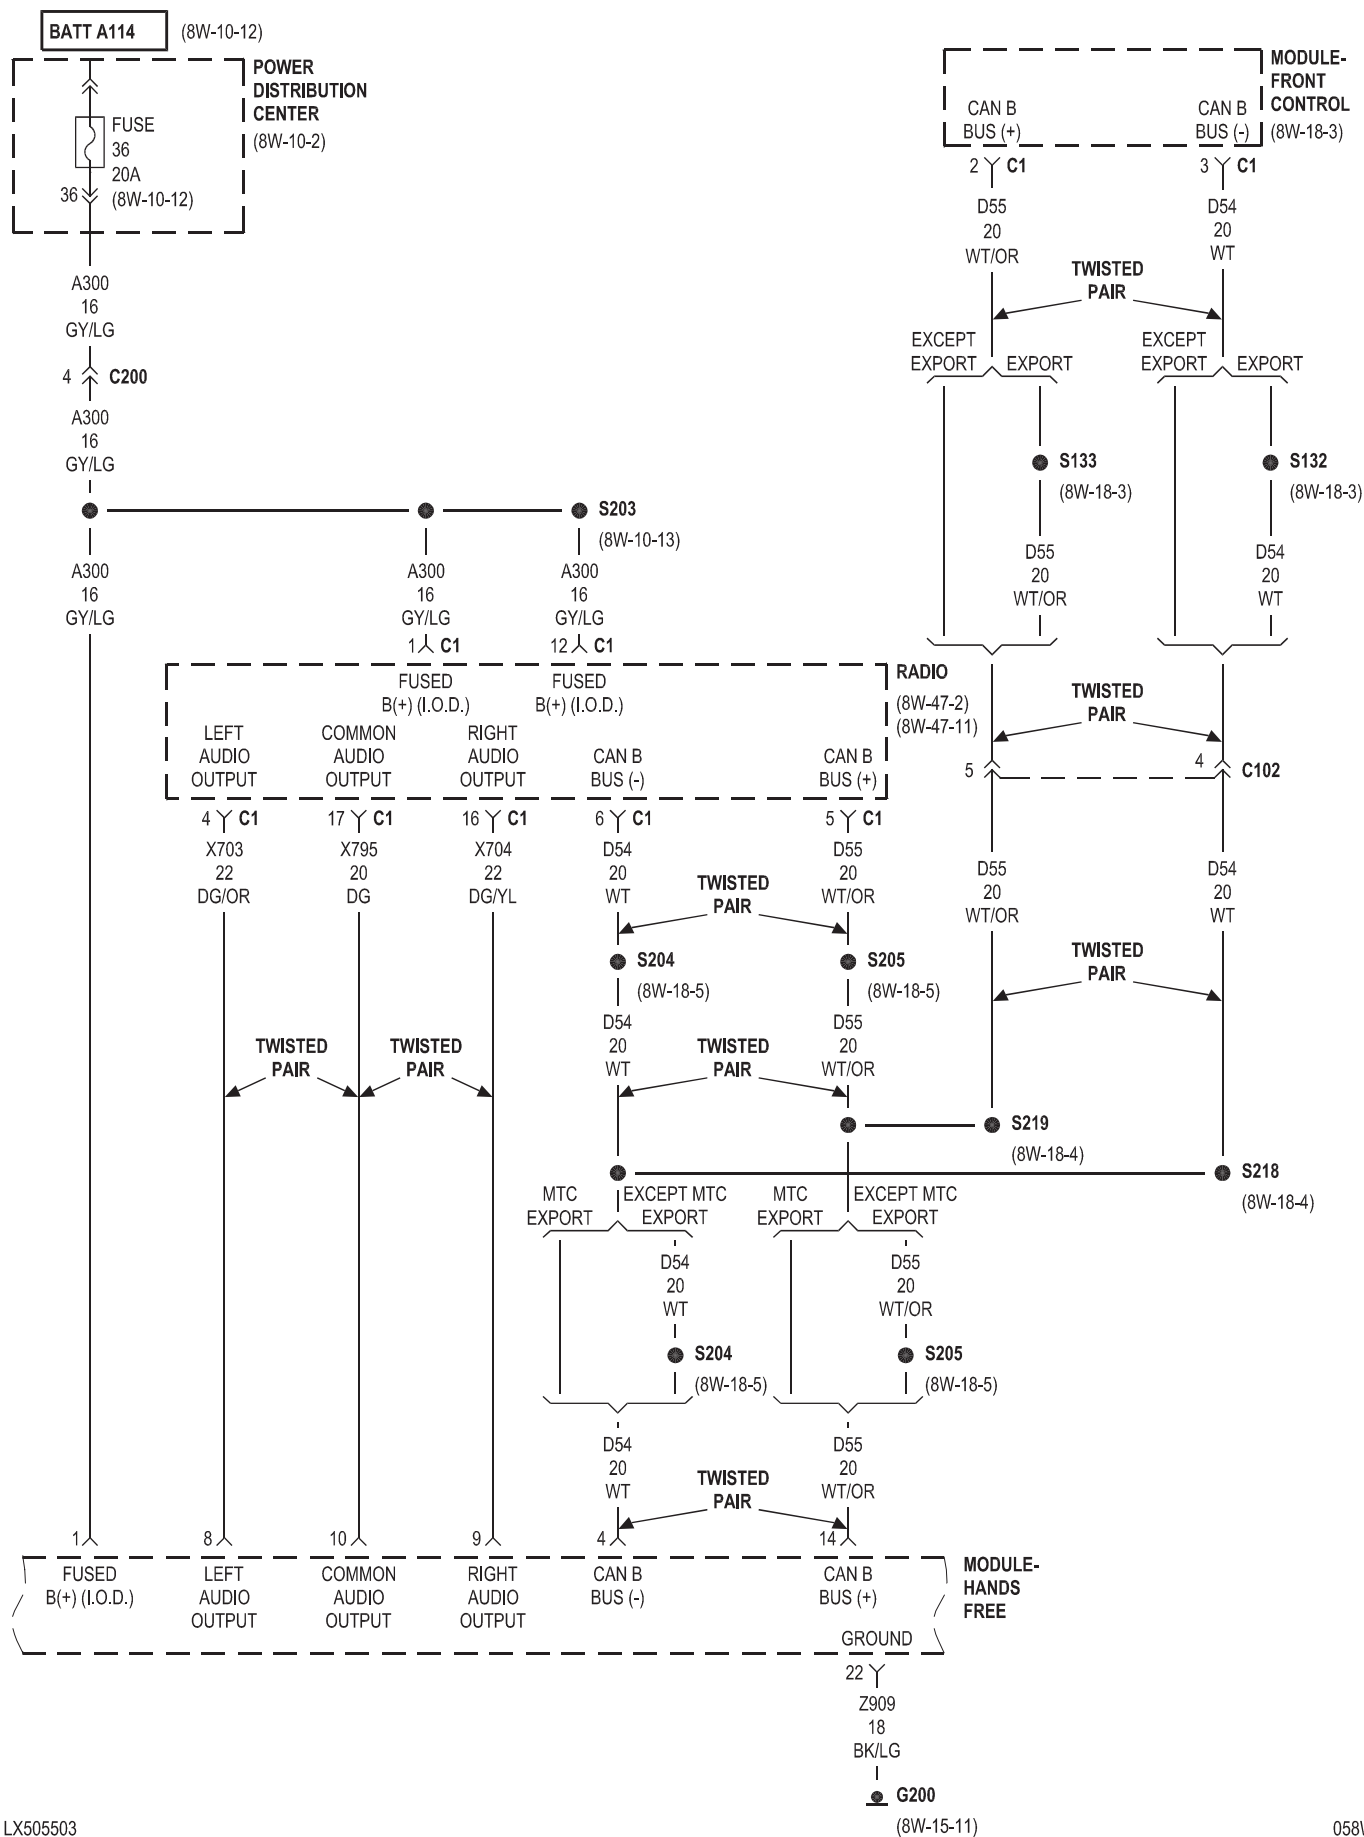 BATT A114 (8W-10-12)
POWER
DISTRIBUTION
CENTER
(8W-10-2)
FUSE
36
20A
(8W-10-12)
36
A300
16
GY/LG
4 C200
A300
16
GY/LG
S203
(8W-10-13)
A300
16
GY/LG
A300
16
GY/LG
1 C1
A300
16
GY/LG
12 C1
MODULE-
FRONT
CONTROL
(8W-18-3)
CAN B
BUS (+)
CAN B
BUS (-)
2 C1
D55
20
WT/OR
3 C1
D54
20
WT
TWISTED
PAIR
EXCEPT
EXPORT
EXPORT
EXCEPT
EXPORT
EXPORT
S133
(8W-18-3)
S132
(8W-18-3)
D55
20
WT/OR
D54
20
WT
TWISTED
PAIR
5
4 C102
D55
20
WT/OR
D54
20
WT
TWISTED
PAIR
S219
(8W-18-4)
S218
(8W-18-4)
RADIO
(8W-47-2)
(8W-47-11)
FUSED
B(+) (I.O.D.)
FUSED
B(+) (I.O.D.)
LEFT
AUDIO
OUTPUT
COMMON
AUDIO
OUTPUT
RIGHT
AUDIO
OUTPUT
CAN B
BUS (-)
CAN B
BUS (+)
4 C1
X703
22
DG/OR
17 C1
X795
20
DG
16 C1
X704
22
DG/YL
6 C1
D54
20
WT
5 C1
D55
20
WT/OR
TWISTED
PAIR
S204
(8W-18-5)
S205
(8W-18-5)
D54
20
WT
D55
20
WT/OR
TWISTED
PAIR
TWISTED
PAIR
TWISTED
PAIR
MTC
EXPORT
EXCEPT MTC
EXPORT
MTC
EXPORT
EXCEPT MTC
EXPORT
D54
20
WT
D55
20
WT/OR
S204
(8W-18-5)
S205
(8W-18-5)
D54
20
WT
D55
20
WT/OR
TWISTED
PAIR
1
8
10
9
4
14
FUSED
B(+) (I.O.D.)
LEFT
AUDIO
OUTPUT
COMMON
AUDIO
OUTPUT
RIGHT
AUDIO
OUTPUT
CAN B
BUS (-)
CAN B
BUS (+)
MODULE-
HANDS
FREE
GROUND
22
Z909
18
BK/LG
G200
(8W-15-11)
LX505503
058\